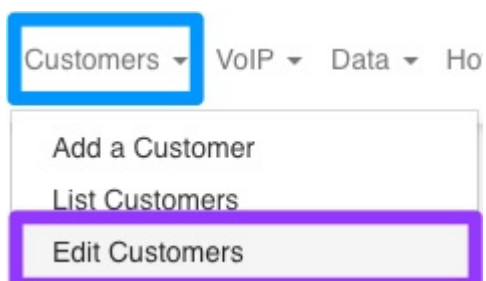 Customers VoIP Data Ho
Add a Customer
List Customers
Edit Customers